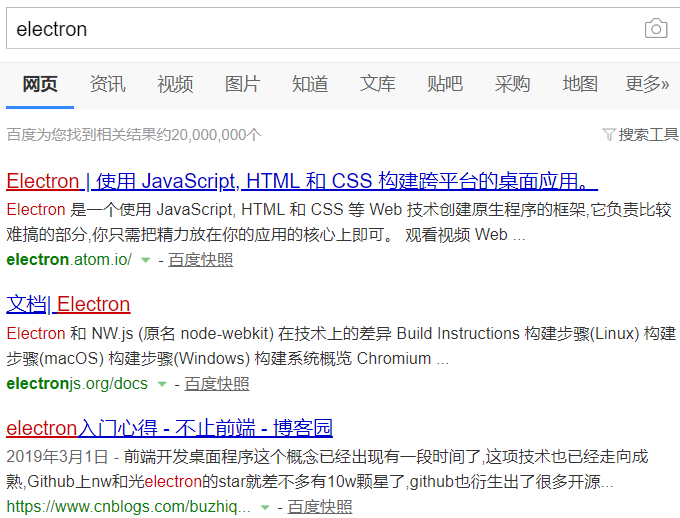 electron
网页 资讯 视频 图片 知道 文库 贴吧 采购 地图 更多»
百度为您找到相关结果约20,000,000个 搜索工具
Electron | 使用 JavaScript, HTML 和 CSS 构建跨平台的桌面应用。
Electron 是一个使用 JavaScript, HTML 和 CSS 等 Web 技术创建原生程序的框架,它负责比较
难搞的部分,你只需把精力放在你的应用的核心上即可。 观看视频 Web ...
electron.atom.io/ - 百度快照
文档| Electron
Electron 和 NW.js (原名 node-webkit) 在技术上的差异 Build Instructions 构建步骤(Linux) 构建
步骤(macOS) 构建步骤(Windows) 构建系统概览 Chromium ...
electronjs.org/docs - 百度快照
electron入门心得 - 不止前端 - 博客园
2019年3月1日 - 前端开发桌面程序这个概念已经出现有一段时间了,这项技术也已经走向成
熟,Github上nw和光electron的star就差不多有10w颗星了,github也衍生出了很多开源...
https://www.cnblogs.com/buzhiq... - 百度快照